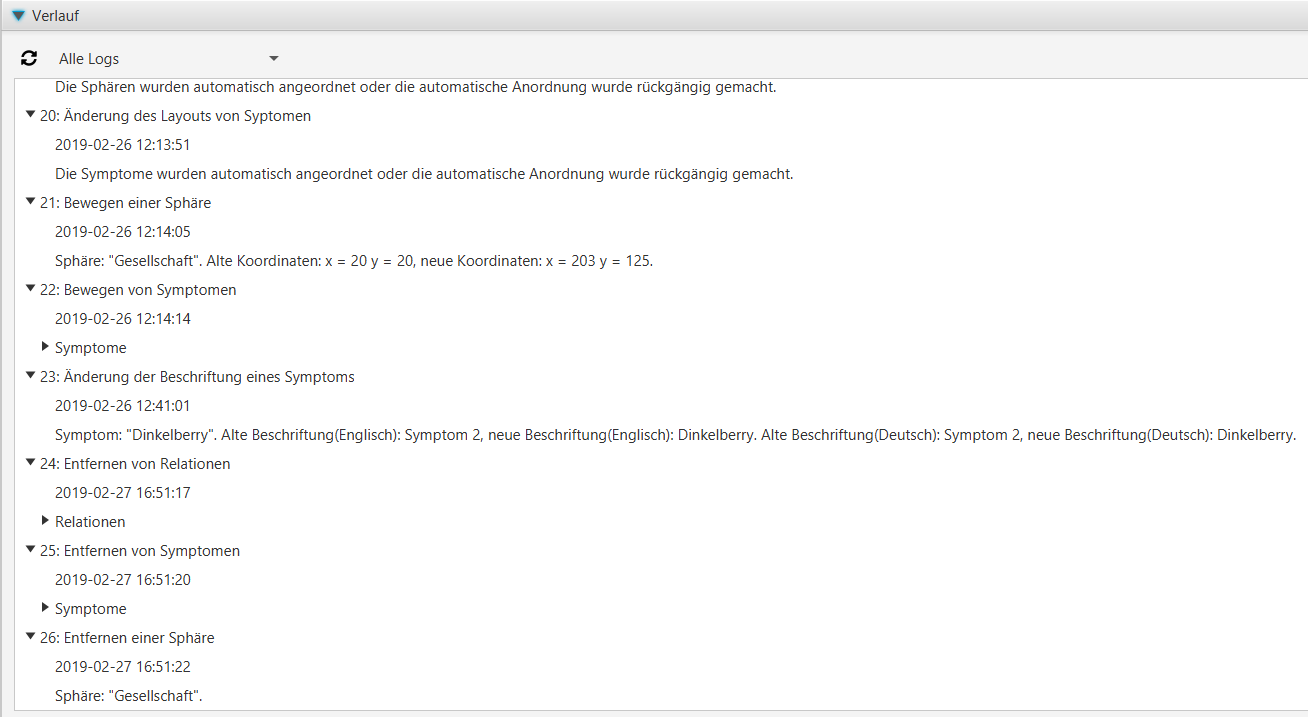 Verlauf
Alle Logs
Die Sphären wurden automatisch angeordnet oder die automatische Anordnung wurde rückgängig gemacht.
20: Änderung des Layouts von Syptomen
2019-02-26 12:13:51
Die Symptome wurden automatisch angeordnet oder die automatische Anordnung wurde rückgängig gemacht.
21: Bewegen einer Sphäre
2019-02-26 12:14:05
Sphäre: "Gesellschaft". Alte Koordinaten: x = 20 y = 20, neue Koordinaten: x = 203 y = 125.
22: Bewegen von Symptomen
2019-02-26 12:14:14
Symptome
23: Änderung der Beschriftung eines Symptoms
2019-02-26 12:41:01
Symptom: "Dinkelberry". Alte Beschriftung(Englisch): Symptom 2, neue Beschriftung(Englisch): Dinkelberry. Alte Beschriftung(Deutsch): Symptom 2, neue Beschriftung(Deutsch): Dinkelberry.
24: Entfernen von Relationen
2019-02-27 16:51:17
Relationen
25: Entfernen von Symptomen
2019-02-27 16:51:20
Symptome
26: Entfernen einer Sphäre
2019-02-27 16:51:22
Sphäre: "Gesellschaft".